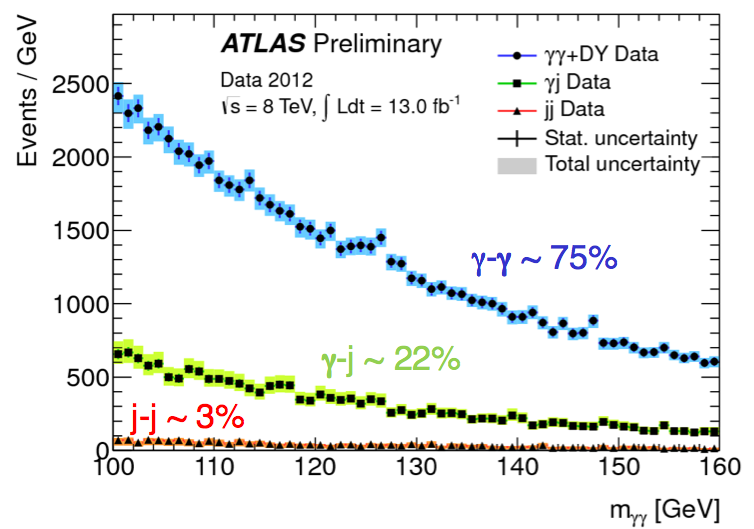 Events / GeV
2500
2000
1500
1000
500
0
ATLAS Preliminary
Data 2012
√s = 8 TeV, ∫ Ldt = 13.0 fb⁻¹
γγ+DY Data
γj Data
jj Data
Stat. uncertainty
Total uncertainty
γ-γ ~ 75%
γ-j ~ 22%
j-j ~ 3%
100 110 120 130 140 150 160
mγγ [GeV]